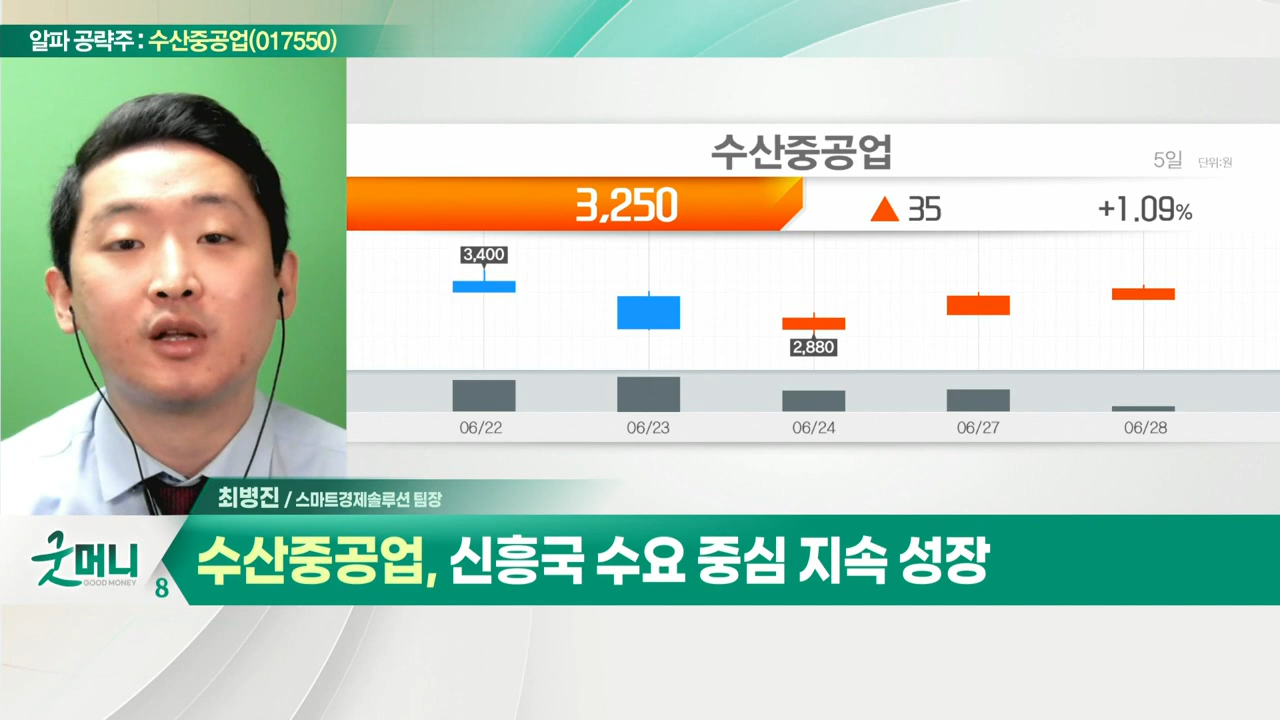 알파 공략주 : 수산중공업(017550)
수산중공업
5일 단위:원
3,250 ▲ 35 +1.09%
3,400
2,880
06/22 06/23 06/24 06/27 06/28
최병진 / 스마트경제솔루션 팀장
굿머니
GOOD MONEY
8
수산중공업, 신흥국 수요 중심 지속 성장